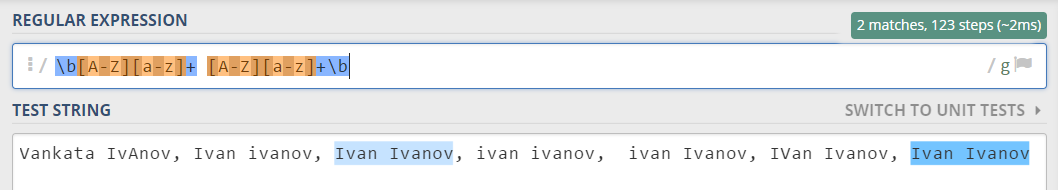 REGULAR EXPRESSION
2 matches, 123 steps (~2ms)
/ \b[A-Z][a-z]+ [A-Z][a-z]+\b / g
TEST STRING
SWITCH TO UNIT TESTS
Vankata IvAnov, Ivan ivanov, Ivan Ivanov, ivan ivanov,  ivan Ivanov, IVan Ivanov, Ivan Ivanov